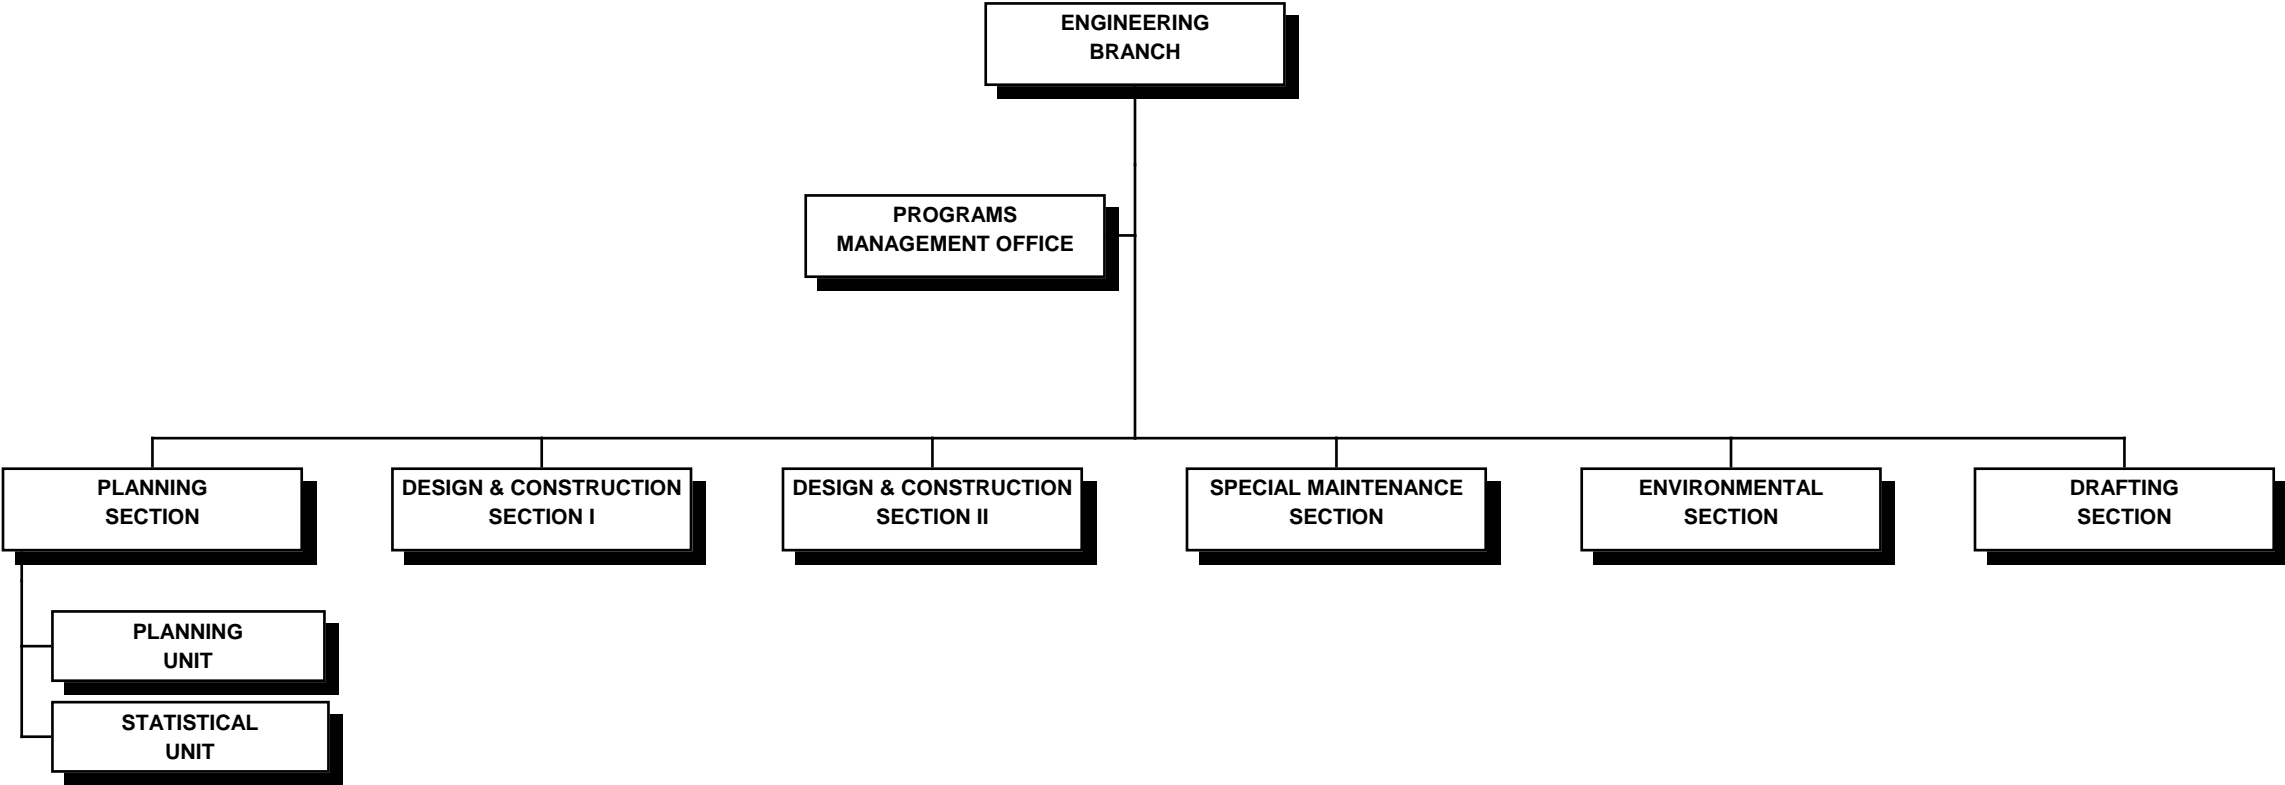 ENGINEERING
BRANCH
PROGRAMS
MANAGEMENT OFFICE
PLANNING
SECTION
DESIGN & CONSTRUCTION
SECTION I
DESIGN & CONSTRUCTION
SECTION II
SPECIAL MAINTENANCE
SECTION
ENVIRONMENTAL
SECTION
DRAFTING
SECTION
PLANNING
UNIT
STATISTICAL
UNIT